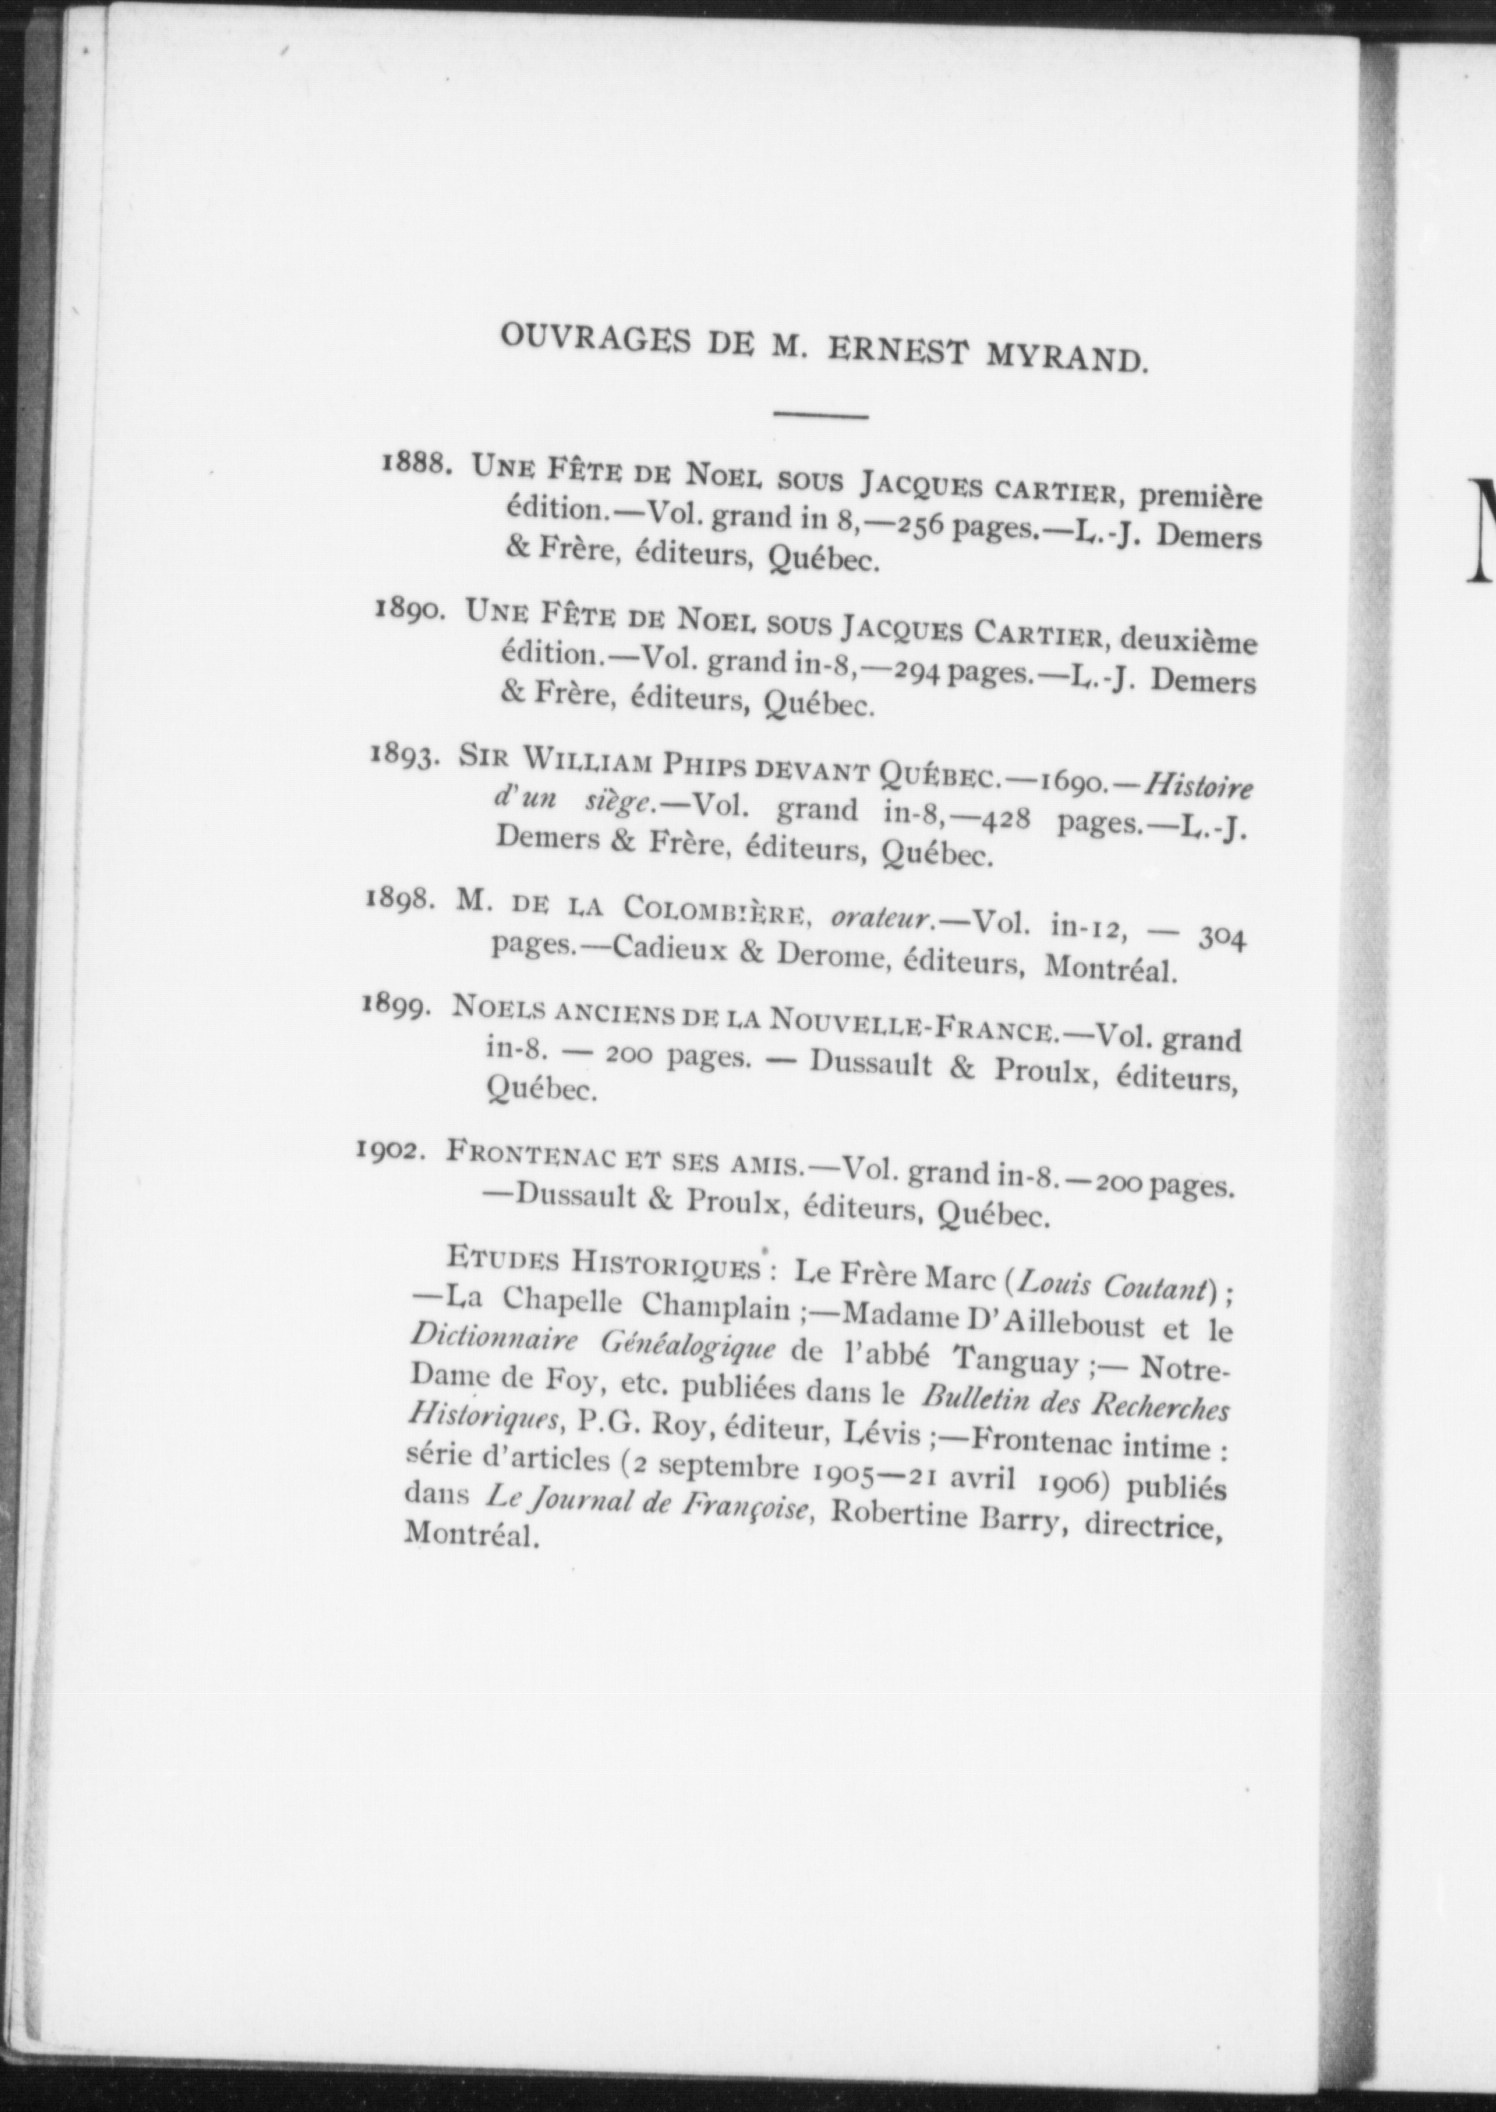 OUVRAGES DE M. ERNEST MYRAND.
1888. UNE FÊTE DE NOEL SOUS JACQUES CARTIER, première
édition.—Vol. grand in 8,—256 pages.—L.-J. Demers
& Frère, éditeurs, Québec.
1890. UNE FÊTE DE NOEL SOUS JACQUES CARTIER, deuxième
édition.—Vol. grand in-8,—294 pages.—L.-J. Demers
& Frère, éditeurs, Québec.
1893. SIR WILLIAM PHIPS DEVANT QUÉBEC.—1690.—Histoire
d'un siège.—Vol. grand in-8,—428 pages.—L.-J.
Demers & Frère, éditeurs, Québec.
1898. M. DE LA COLOMBIÈRE, orateur.—Vol. in-12, — 304
pages.—Cadieux & Derome, éditeurs, Montréal.
1899. NOELS ANCIENS DE LA NOUVELLE-FRANCE.—Vol. grand
in-8. — 200 pages. — Dussault & Proulx, éditeurs,
Québec.
1902. FRONTENAC ET SES AMIS.—Vol. grand in-8.—200 pages.
—Dussault & Proulx, éditeurs, Québec.
ETUDES HISTORIQUES : Le Frère Marc (Louis Coutant) ;
—La Chapelle Champlain ;—Madame D'Ailleboust et le
Dictionnaire Généalogique de l'abbé Tanguay ;— Notre-
Dame de Foy, etc. publiées dans le Bulletin des Recherches
Historiques, P.G. Roy, éditeur, Lévis ;—Frontenac intime :
série d'articles (2 septembre 1905—21 avril 1906) publiés
dans Le Journal de Françoise, Robertine Barry, directrice,
Montréal.